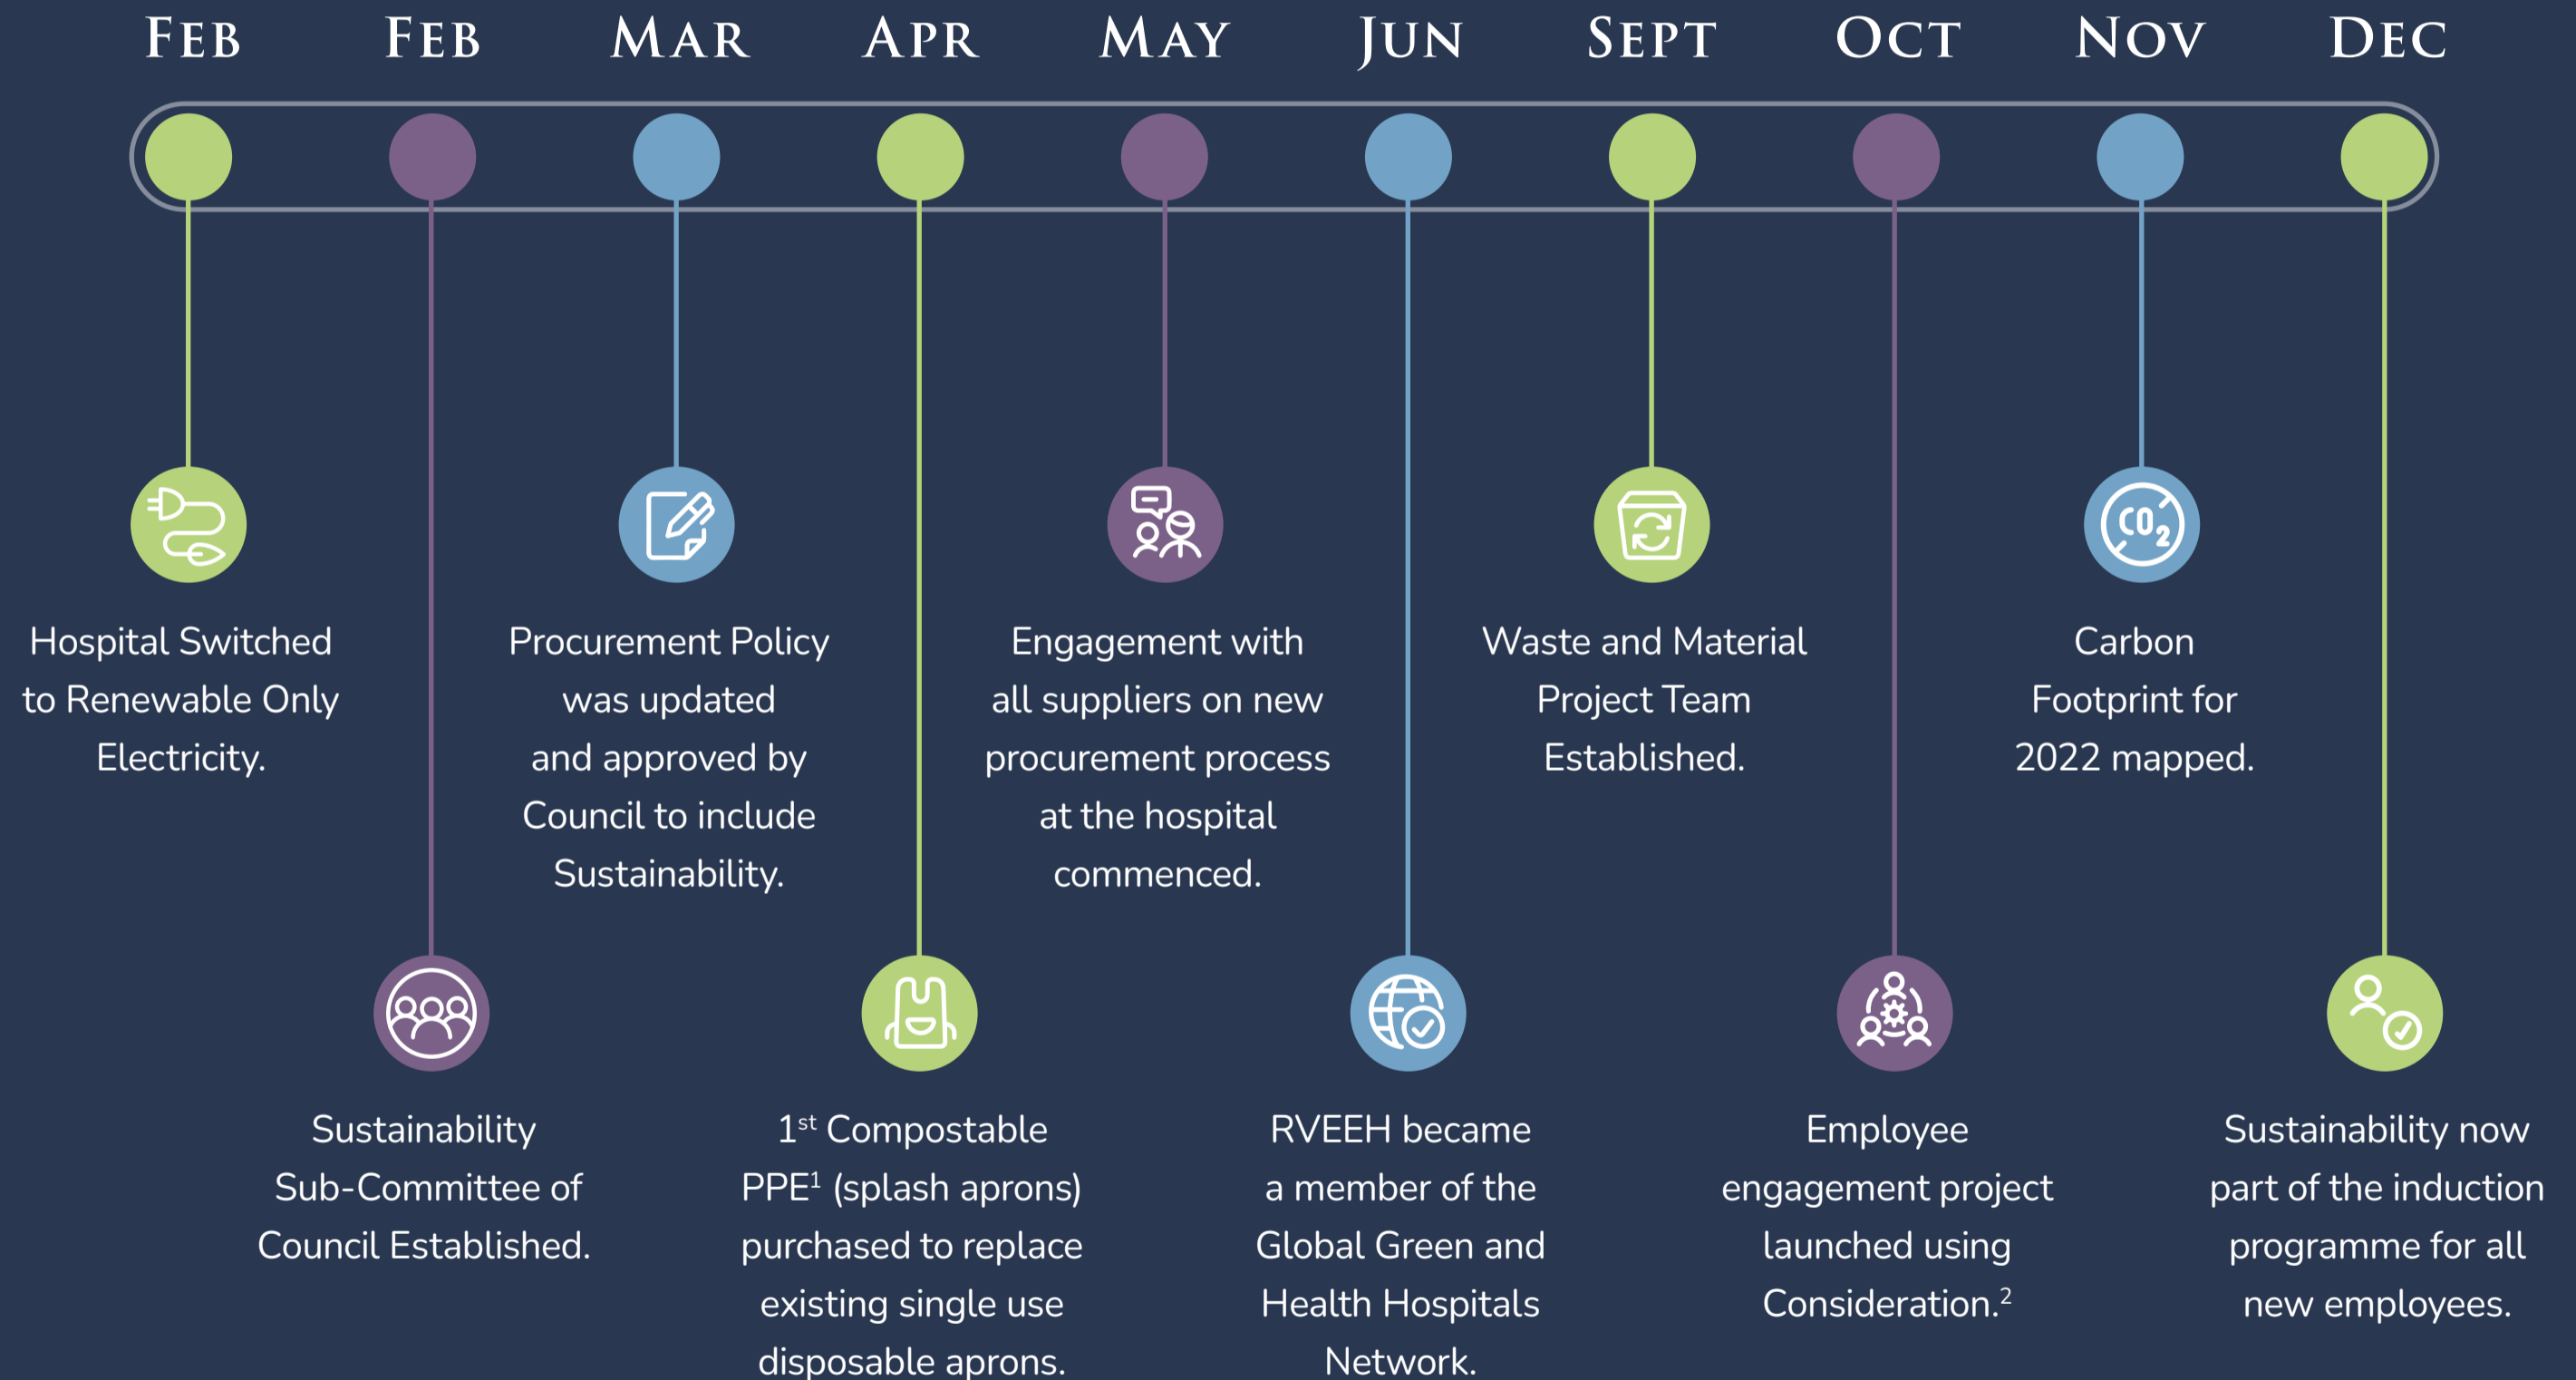 FEB
FEB
MAR
APR
MAY
JUN
SEPT
OCT
NOV
DEC
Hospital Switched
to Renewable Only
Electricity.
Procurement Policy
was updated
and approved by
Council to include
Sustainability.
Engagement with
all suppliers on new
procurement process
at the hospital
commenced.
Waste and Material
Project Team
Established.
CO2
Carbon
Footprint for
2022 mapped.
Sustainability
Sub-Committee of
Council Established.
1st Compostable
PPE1 (splash aprons)
purchased to replace
existing single use
disposable aprons.
RVEEH became
a member of the
Global Green and
Health Hospitals
Network.
Employee
engagement project
launched using
Consideration.2
Sustainability now
part of the induction
programme for all
new employees.